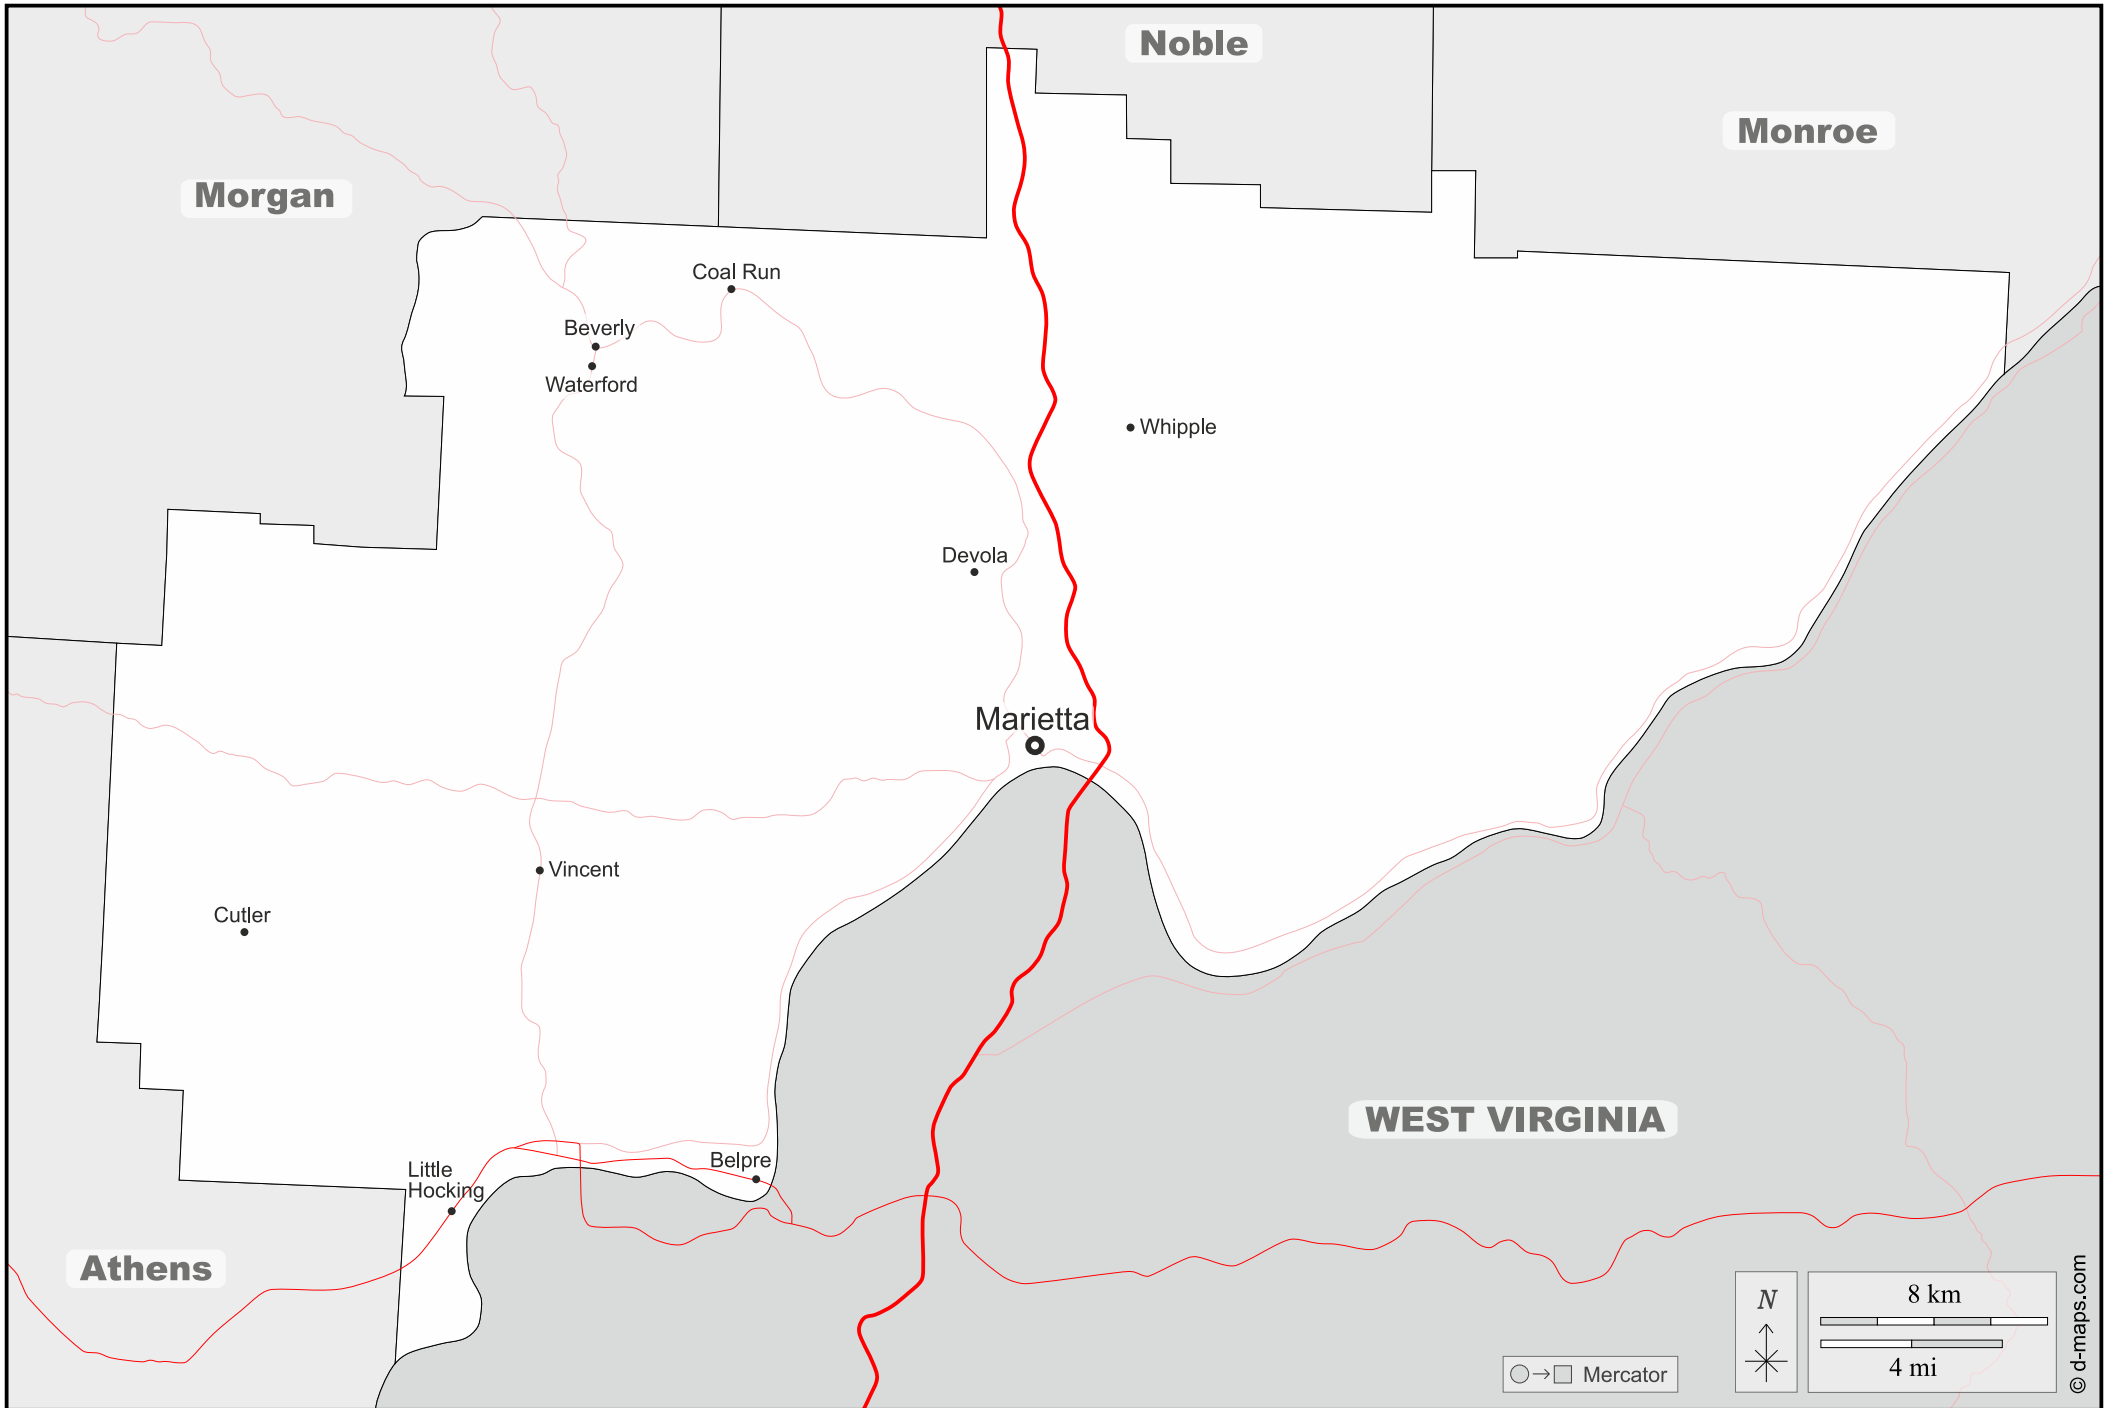 Noble
Monroe
Morgan
Coal Run
Beverly
Waterford
Whipple
Devola
Marietta
Vincent
Cutler
WEST VIRGINIA
Belpre
Little
Hocking
Athens
N
8 km
4 mi
Mercator
© d-maps.com